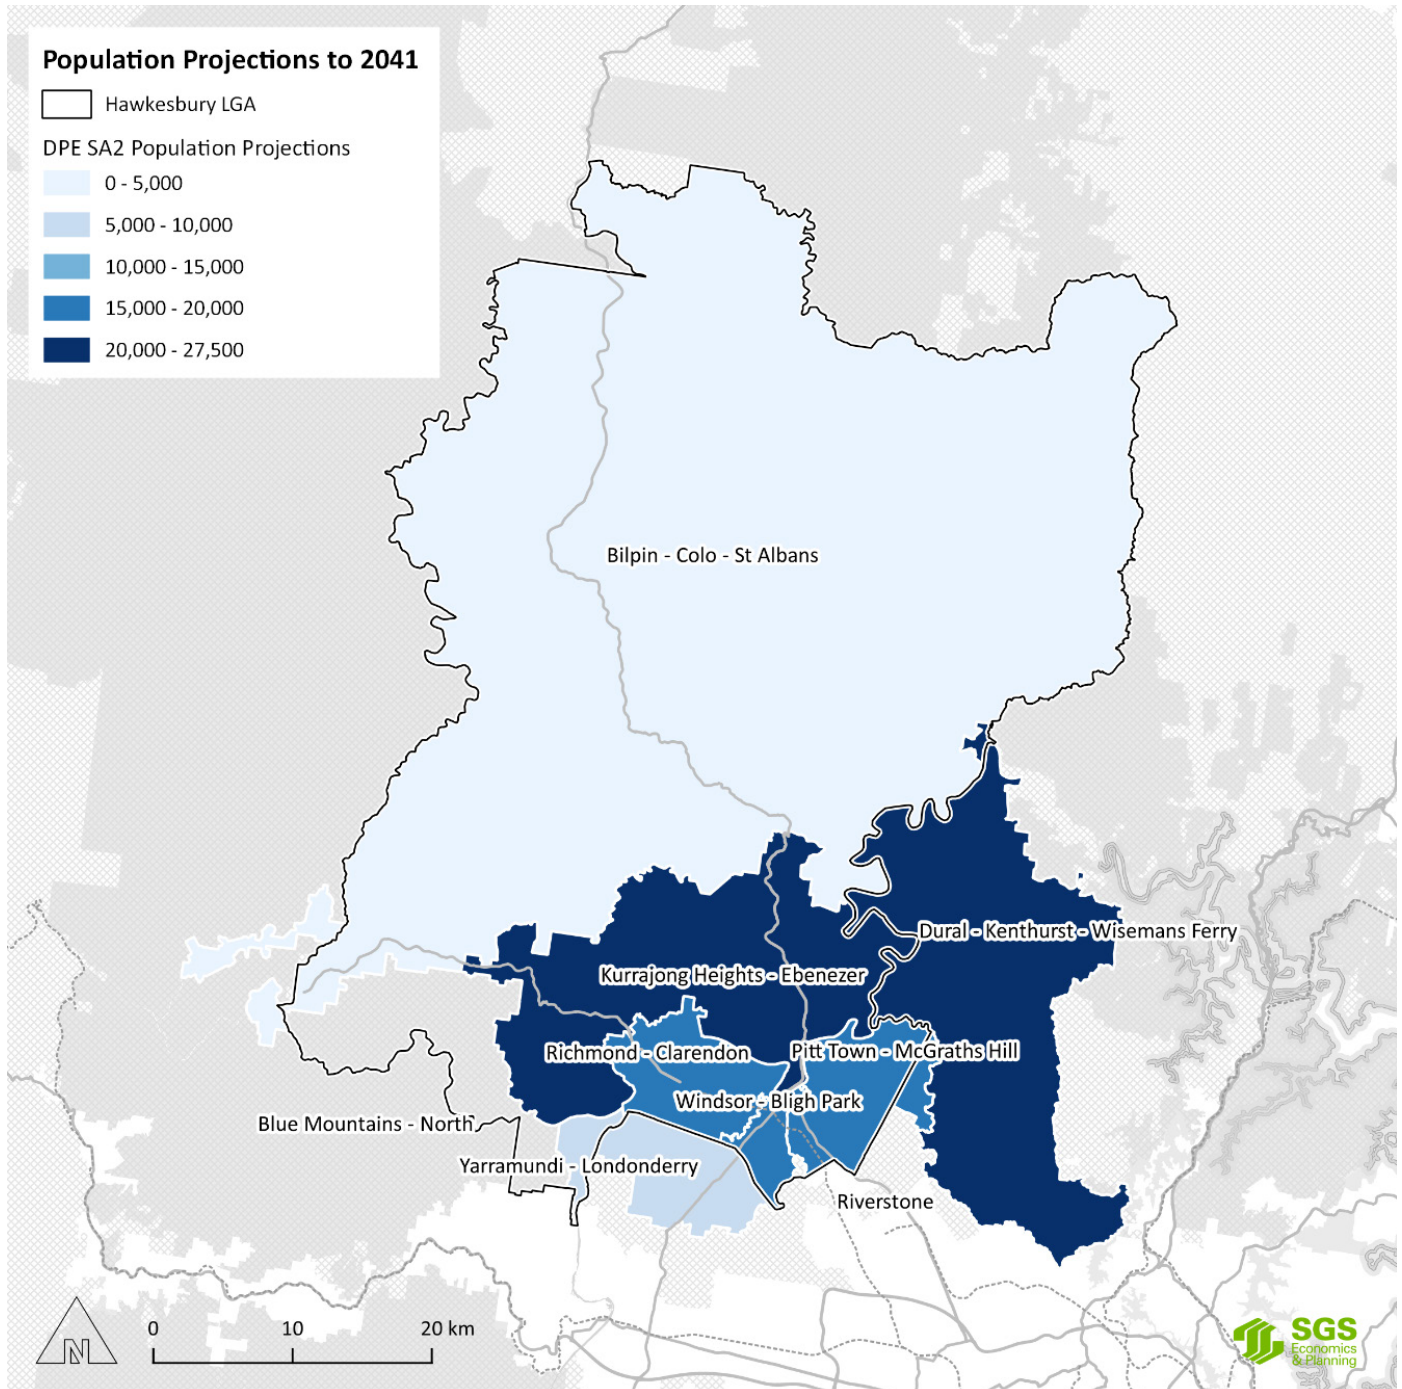 Population Projections to 2041
Hawkesbury LGA
DPE SA2 Population Projections
0 - 5,000
5,000 - 10,000
10,000 - 15,000
15,000 - 20,000
20,000 - 27,500
Bilpin - Colo - St Albans
Dural - Kenthurst - Wisemans Ferry
Kurrajong Heights - Ebenezer
Richmond - Clarendon
Pitt Town - McGraths Hill
Windsor - Bligh Park
Blue Mountains - North
Yarramundi - Londonderry
Riverstone
N
0 10 20 km
SGS
Economics
& Planning